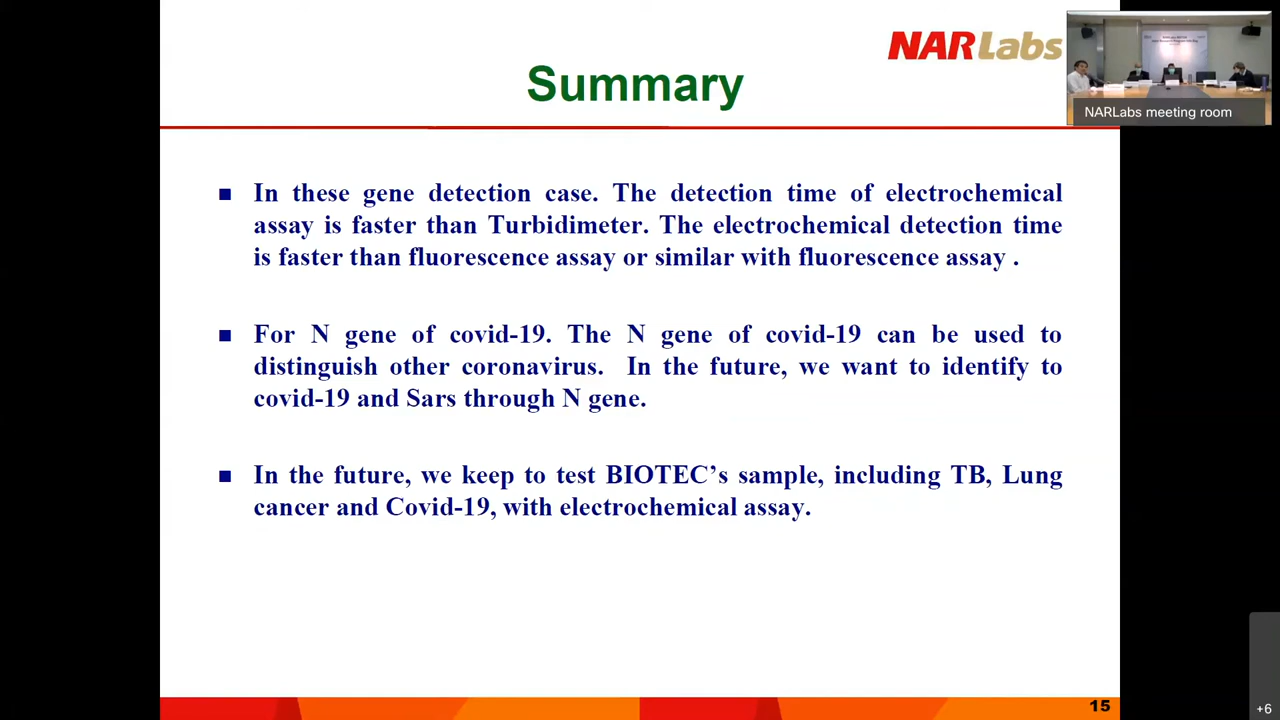 NARLabs
Summary
NARLabs meeting room
In these gene detection case. The detection time of electrochemical
assay is faster than Turbidimeter. The electrochemical detection time
is faster than fluorescence assay or similar with fluorescence assay .
For N gene of covid-19. The N gene of covid-19 can be used to
distinguish other coronavirus. In the future, we want to identify to
covid-19 and Sars through N gene.
In the future, we keep to test BIOTEC’s sample, including TB, Lung
cancer and Covid-19, with electrochemical assay.
15
+6